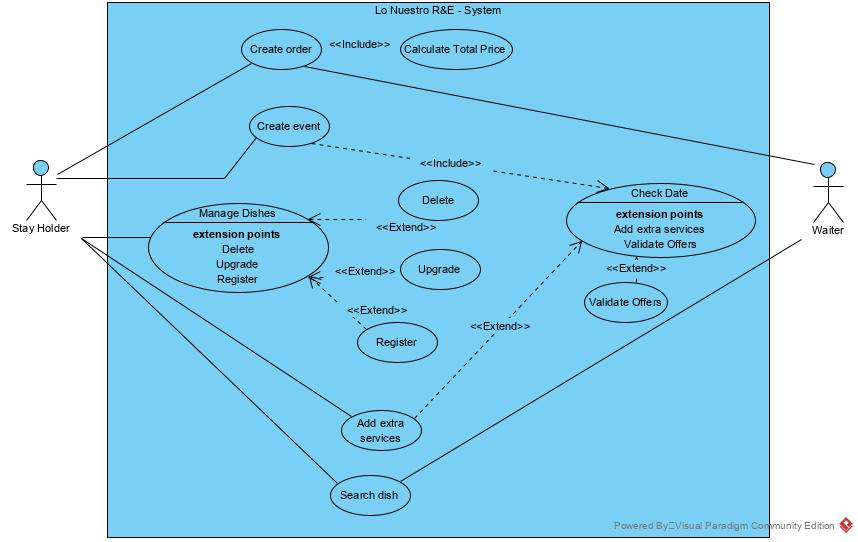 Lo Nuestro R&E - System
Create order
<<Include>>
Calculate Total Price
Create event
<<Include>>
Stay Holder
Waiter
Manage Dishes
extension points
Delete
Upgrade
Register
Delete
<<Extend>>
Upgrade
<<Extend>>
<<Extend>>
Register
Check Date
extension points
Add extra services
Validate Offers
<<Extend>>
Validate Offers
<<Extend>>
Add extra
services
Search dish
Powered By Visual Paradigm Community Edition